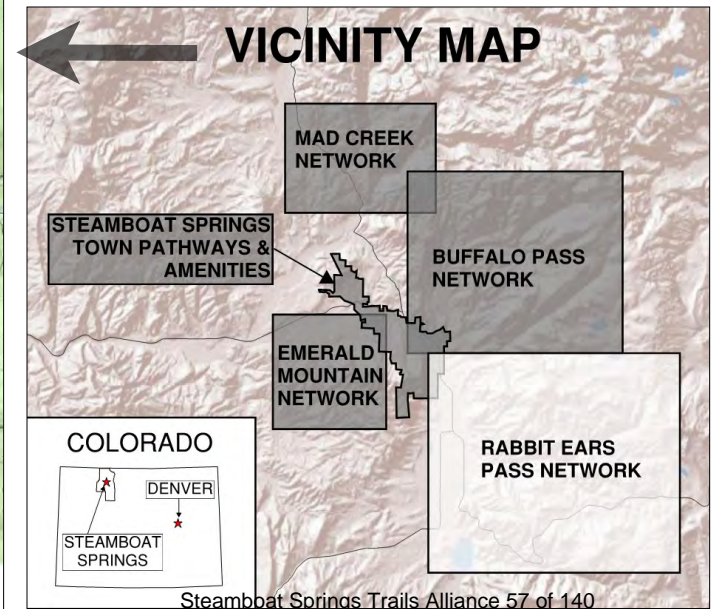 VICINITY MAP
MAD CREEK
NETWORK
STEAMBOAT SPRINGS
TOWN PATHWAYS &
AMENITIES
BUFFALO PASS
NETWORK
EMERALD
MOUNTAIN
NETWORK
RABBIT EARS
PASS NETWORK
COLORADO
DENVER
STEAMBOAT
SPRINGS
Steamboat Springs Trails Alliance 57 of 140